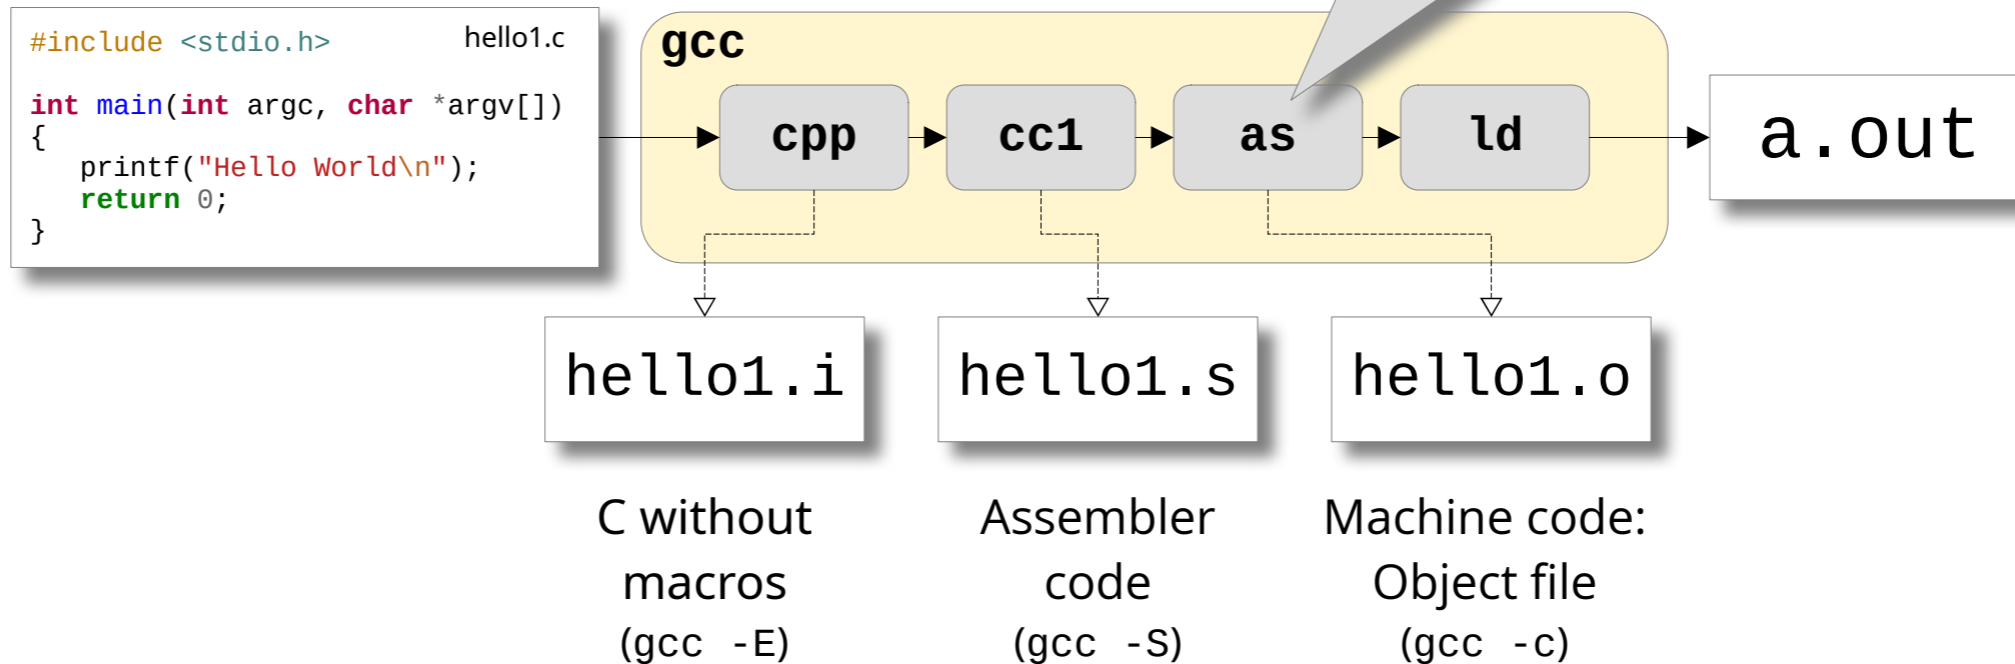 #include <stdio.h>
hello1.c
int main(int argc, char *argv[])
{
printf("Hello World\n");
return 0;
}
gcc
cpp
cc1
as
ld
a.out
hello1.i
hello1.s
hello1.o
C without
macros
(gcc -E)
Assembler
code
(gcc -S)
Machine code:
Object file
(gcc -c)